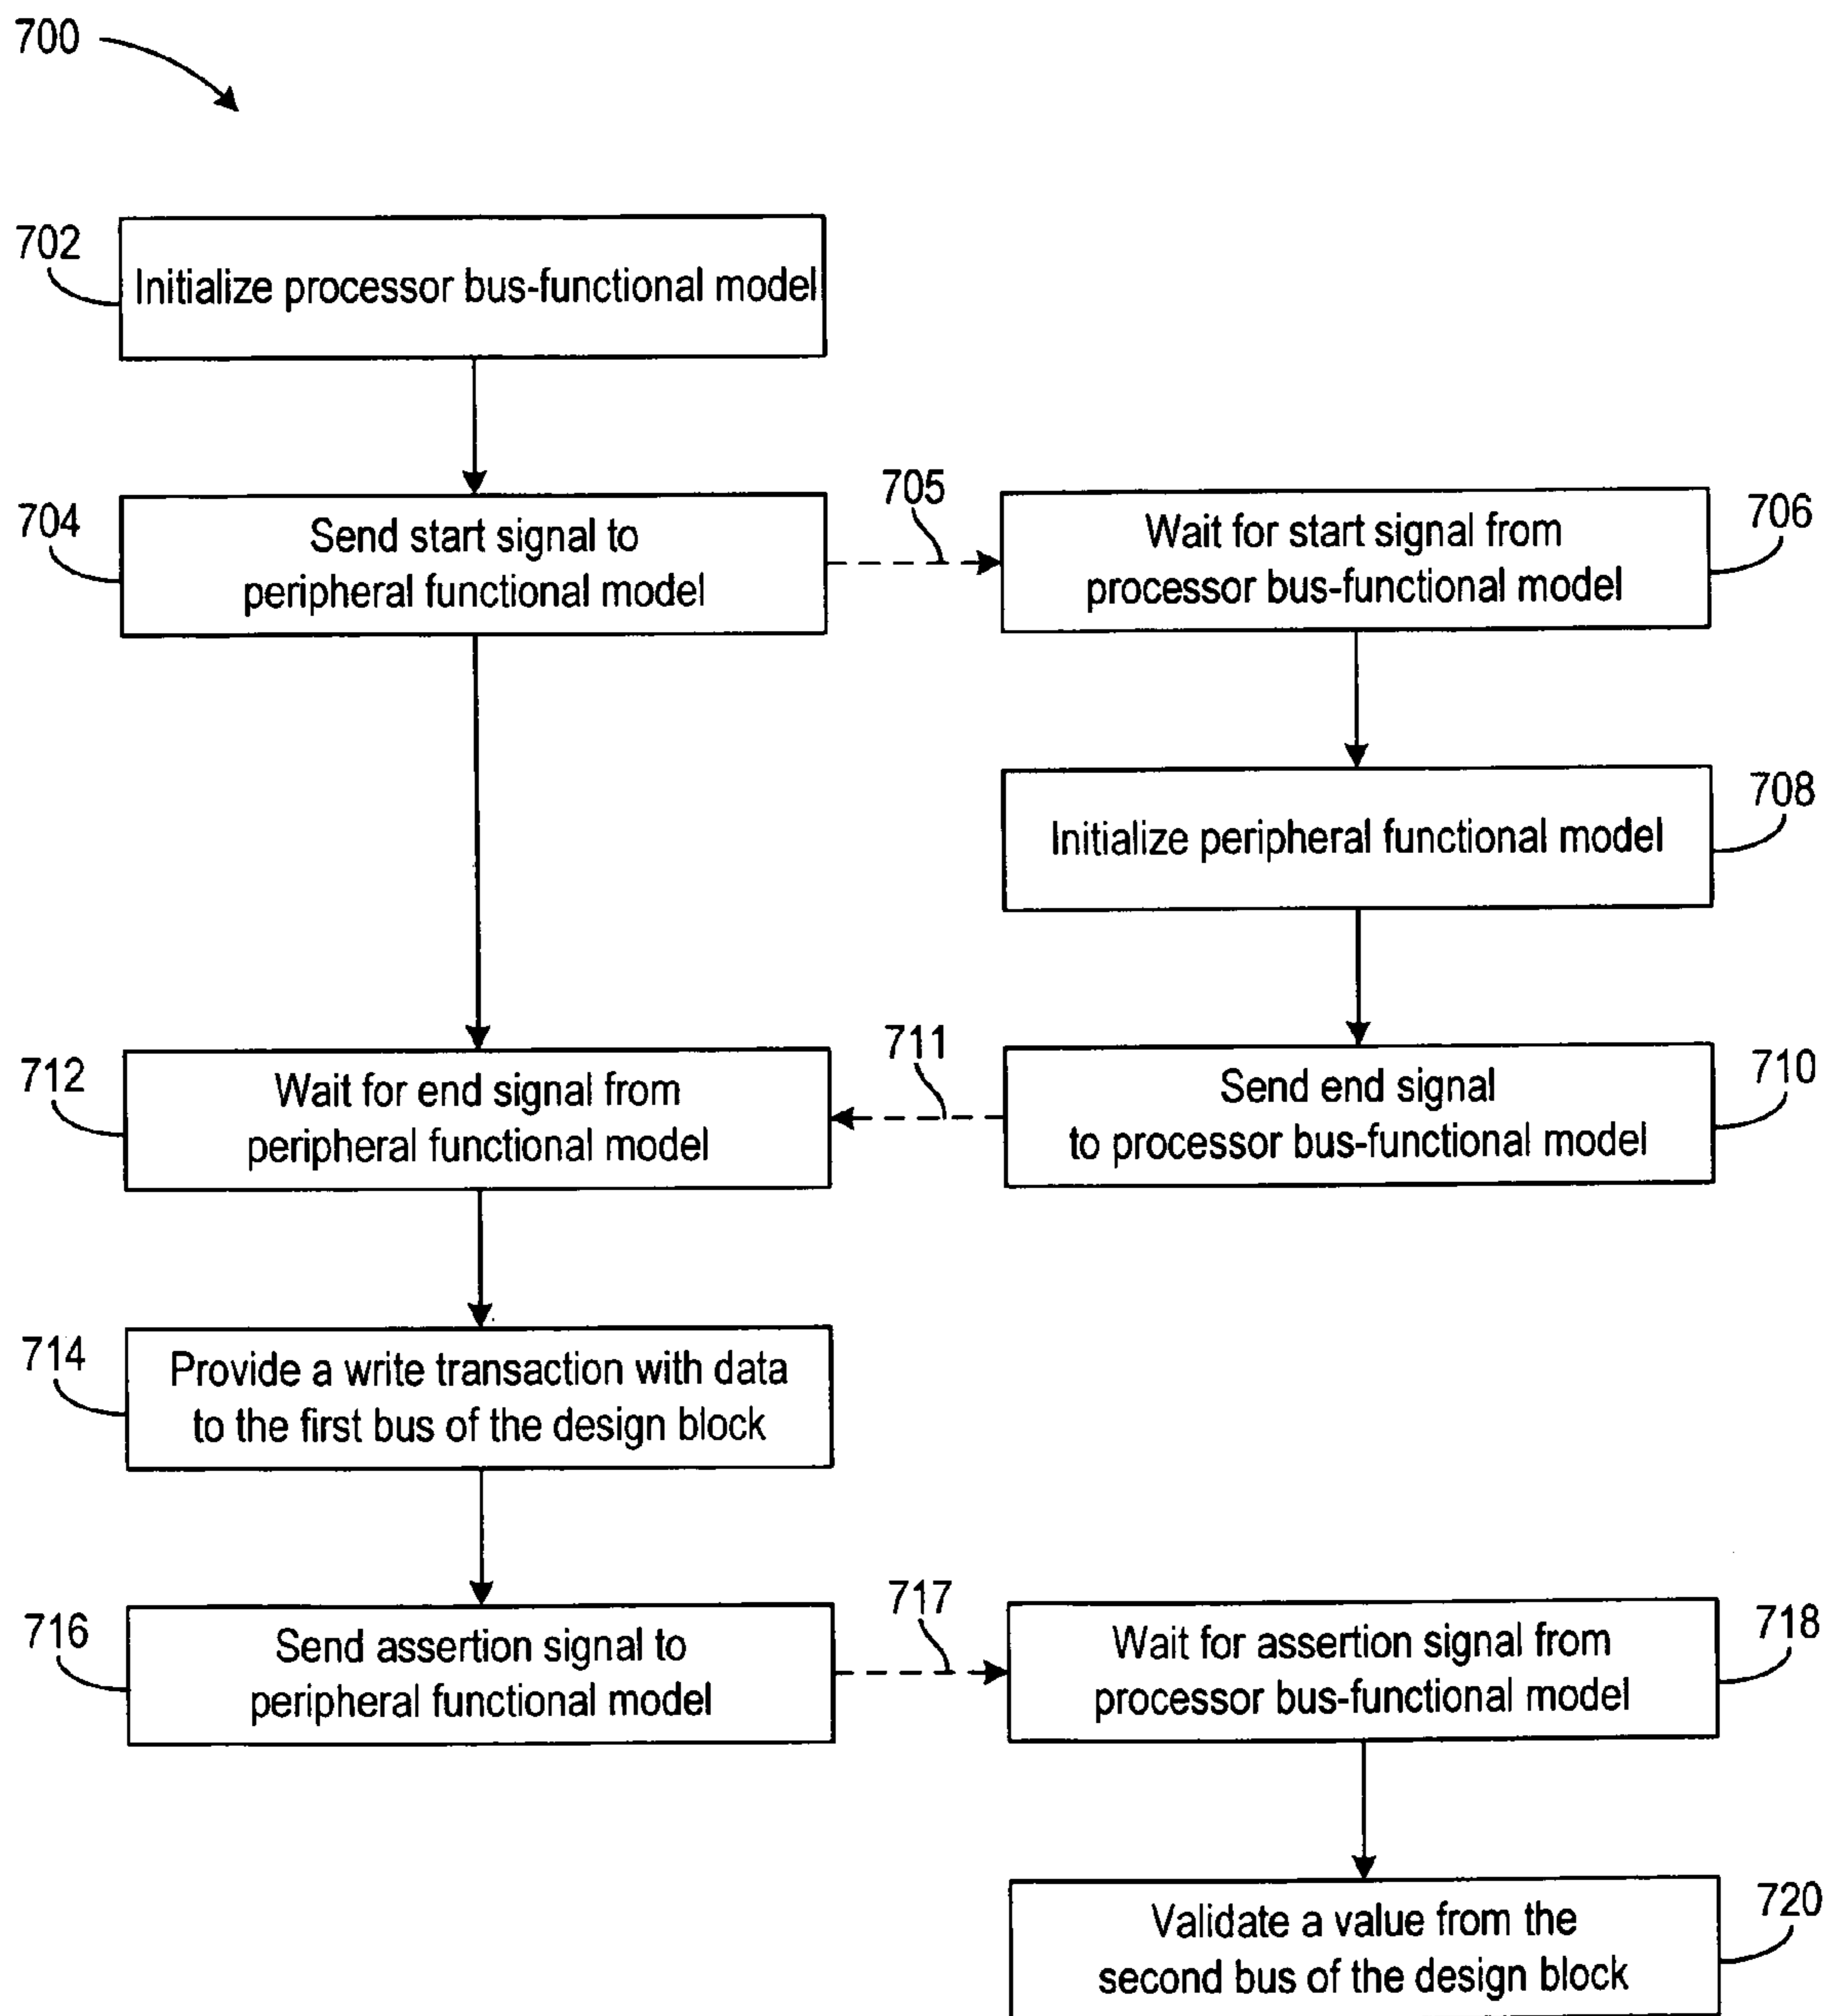 700
702
Initialize processor bus-functional model
704
Send start signal to
peripheral functional model
705
Wait for start signal from
processor bus-functional model
706
Initialize peripheral functional model
708
712
Wait for end signal from
peripheral functional model
711
Send end signal
to processor bus-functional model
710
714
Provide a write transaction with data
to the first bus of the design block
716
Send assertion signal to
peripheral functional model
717
Wait for assertion signal from
processor bus-functional model
718
Validate a value from the
second bus of the design block
720